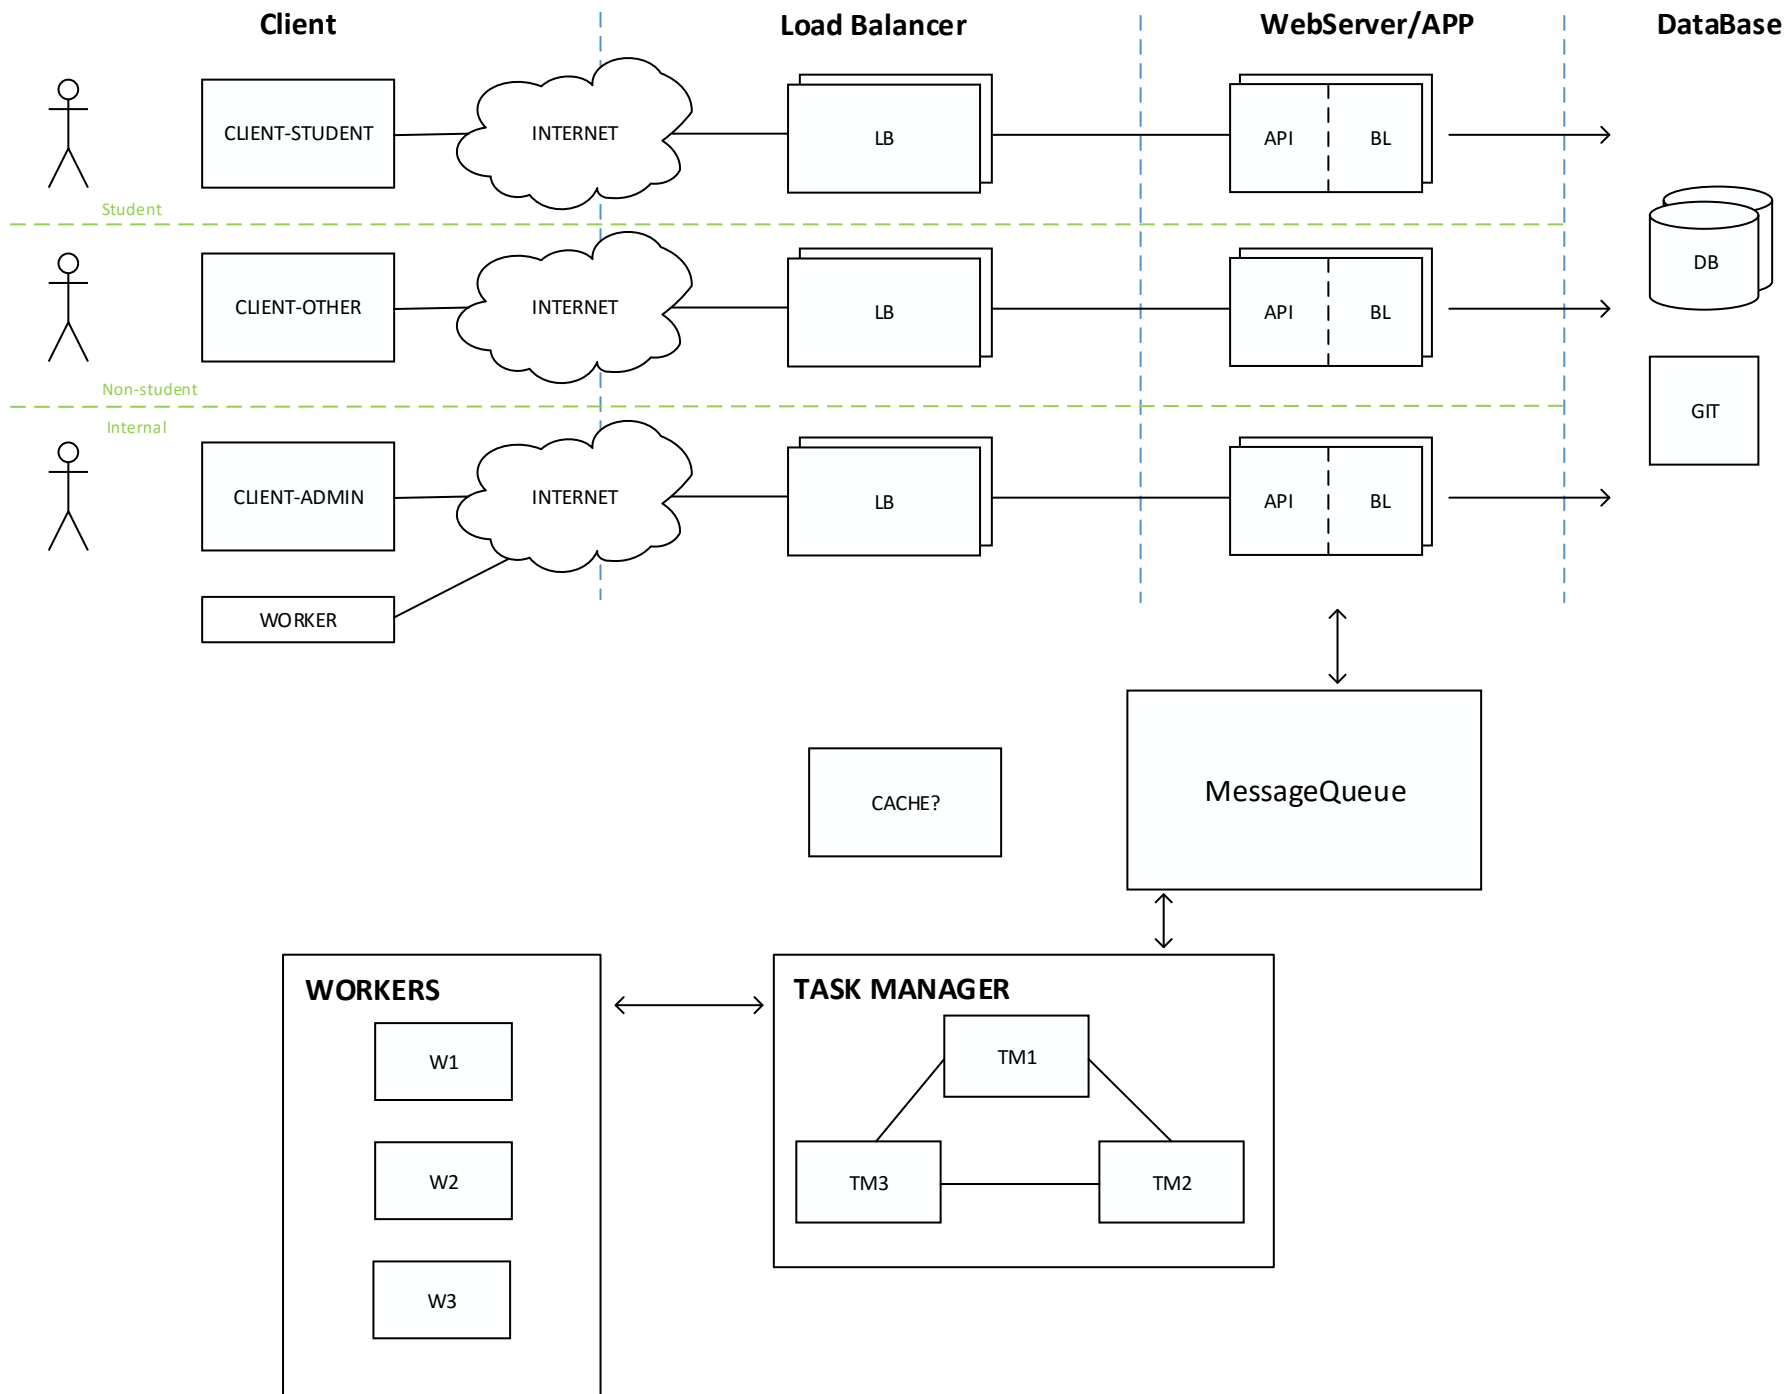 Client
Load Balancer
WebServer/APP
DataBase
CLIENT-STUDENT
INTERNET
LB
API
BL
Student
CLIENT-OTHER
INTERNET
LB
API
BL
DB
Non-student
GIT
Internal
CLIENT-ADMIN
INTERNET
LB
API
BL
WORKER
CACHE?
MessageQueue
WORKERS
W1
W2
W3
TASK MANAGER
TM1
TM3
TM2